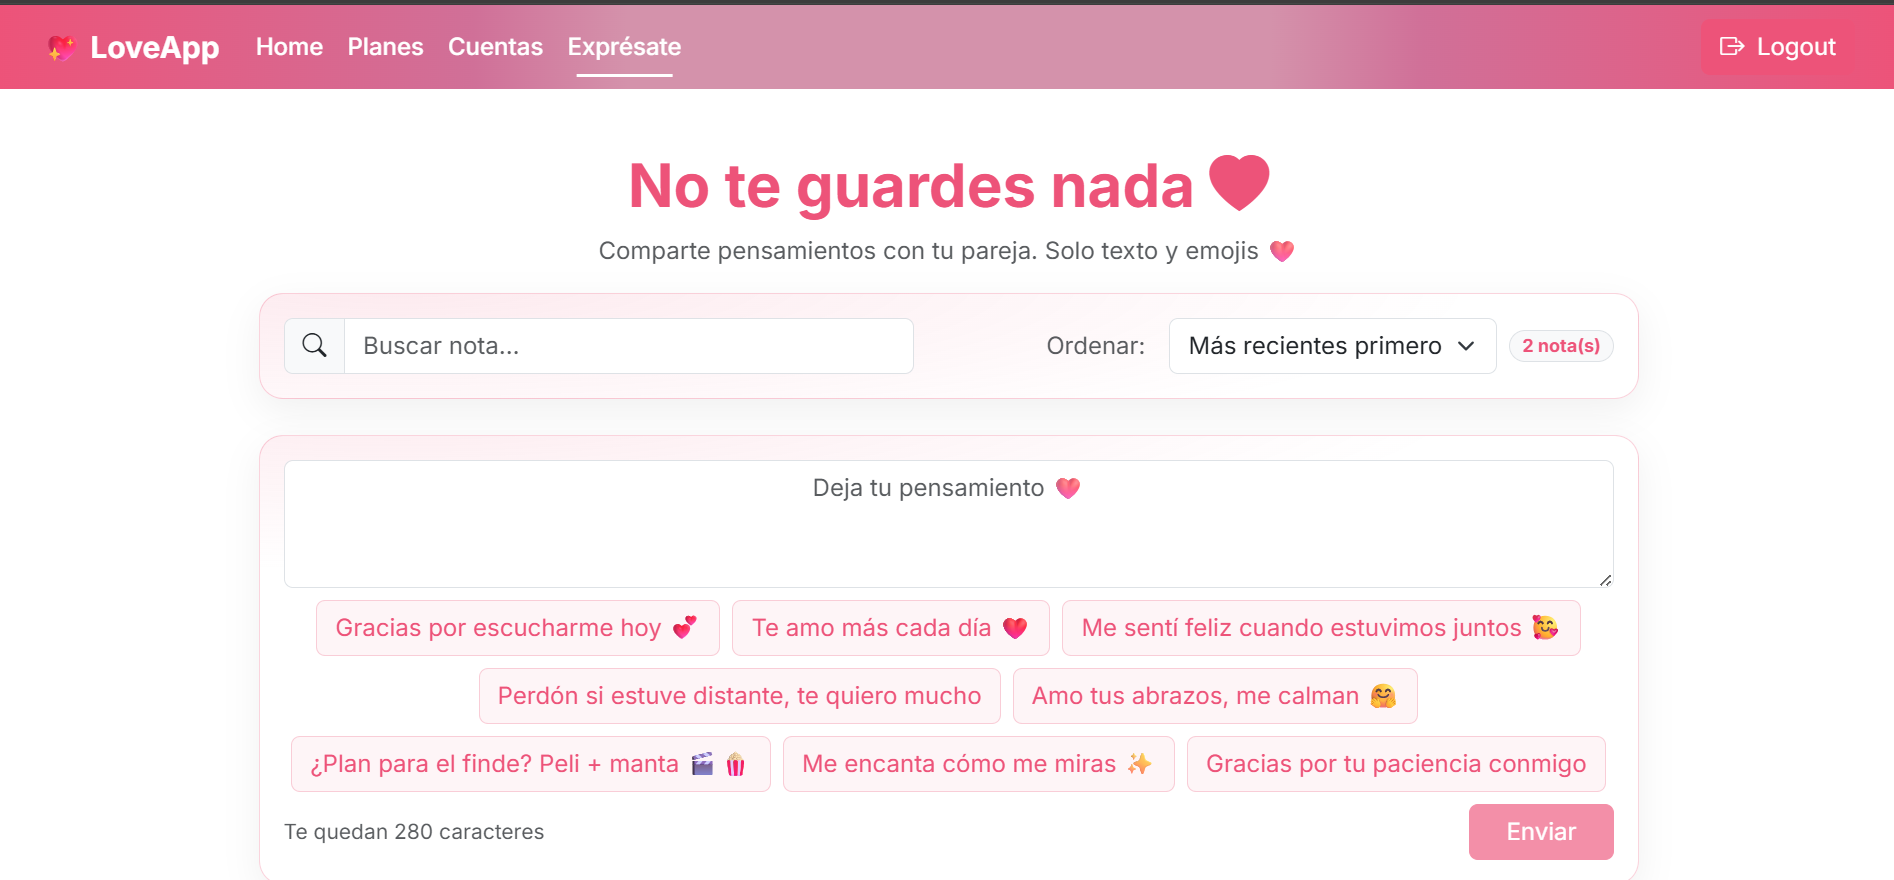 💖 LoveApp Home Planes Cuentas Exprésate Logout
No te guardes nada
Comparte pensamientos con tu pareja. Solo texto y emojis 💗
Buscar nota... Ordenar: Más recientes primero 2 nota(s)
Deja tu pensamiento 💗
Gracias por escucharme hoy 💕 Te amo más cada día ❤️ Me sentí feliz cuando estuvimos juntos 🥰
Perdón si estuve distante, te quiero mucho Amo tus abrazos, me calman 🤗
¿Plan para el finde? Peli + manta 🎬 🍿 Me encanta cómo me miras ✨ Gracias por tu paciencia conmigo
Te quedan 280 caracteres Enviar